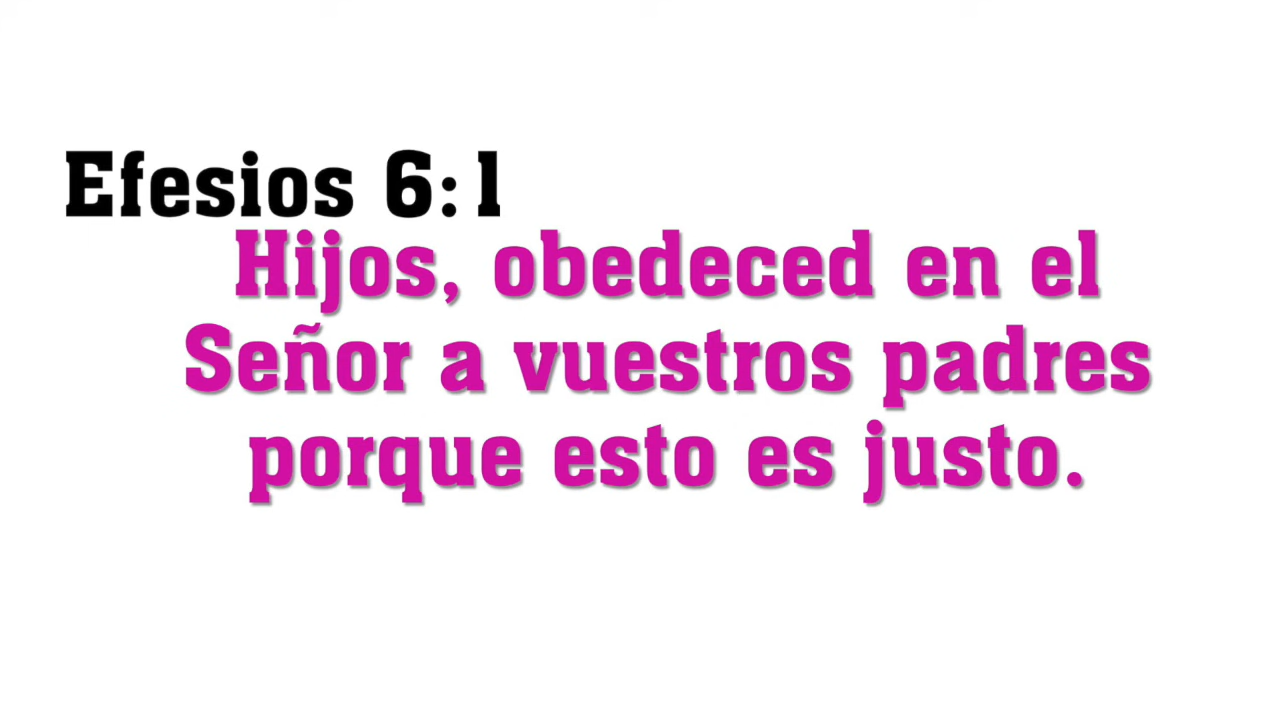 Efesios 6:1
Hijos, obedeced en el
Señor a vuestros padres
porque esto es justo.